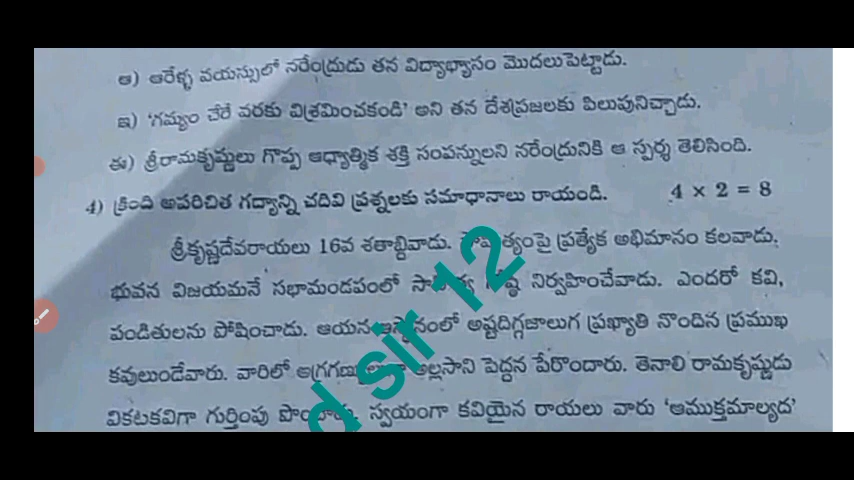 ఆ) ఆరేళ్ళ వయస్సులో నరేంద్రుడు తన విద్యాభ్యాసం మొదలుపెట్టాడు.
ఇ) 'గమ్యం చేరే వరకు విశ్రమించకండి' అని తన దేశప్రజలకు పిలుపునిచ్చాడు.
ఈ) శ్రీరామకృష్ణులు గొప్ప ఆధ్యాత్మిక శక్తి సంపన్నులని నరేంద్రునికి ఆ స్పర్శ తెలిసింది.
4) క్రింది అపరిచిత గద్యాన్ని చదివి ప్రశ్నలకు సమాధానాలు రాయండి. 4 × 2 = 8
శ్రీకృష్ణదేవరాయలు 16వ శతాబ్దివాడు. ప్రత్యేక అభిమానం కలవాడు.
భువన విజయమనే సభామండపంలో నిర్వహించేవాడు. ఎందరో కవి,
పండితులను పోషించాడు. ఆయన అష్టదిగ్గజాలుగ ప్రఖ్యాతి నొందిన ప్రముఖ
కవులుండేవారు. వారిలో అల్లసాని పెద్దన పేరొందారు. తెనాలి రామకృష్ణుడు
వికటకవిగా గుర్తింపు స్వయంగా కవియైన రాయలు వారు 'ఆముక్తమాల్యద'
d sir 12